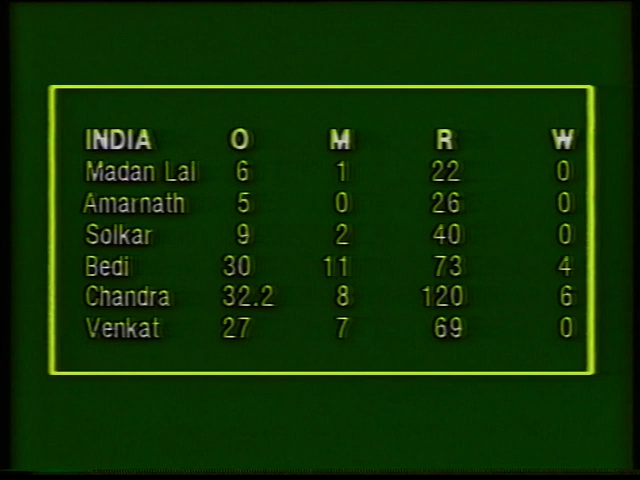 INDIA O M R W
Madan Lal 6 1 22 0
Amarnath 5 0 26 0
Solkar 9 2 40 0
Bedi 30 11 73 4
Chandra 32.2 8 120 6
Venkat 27 7 69 0